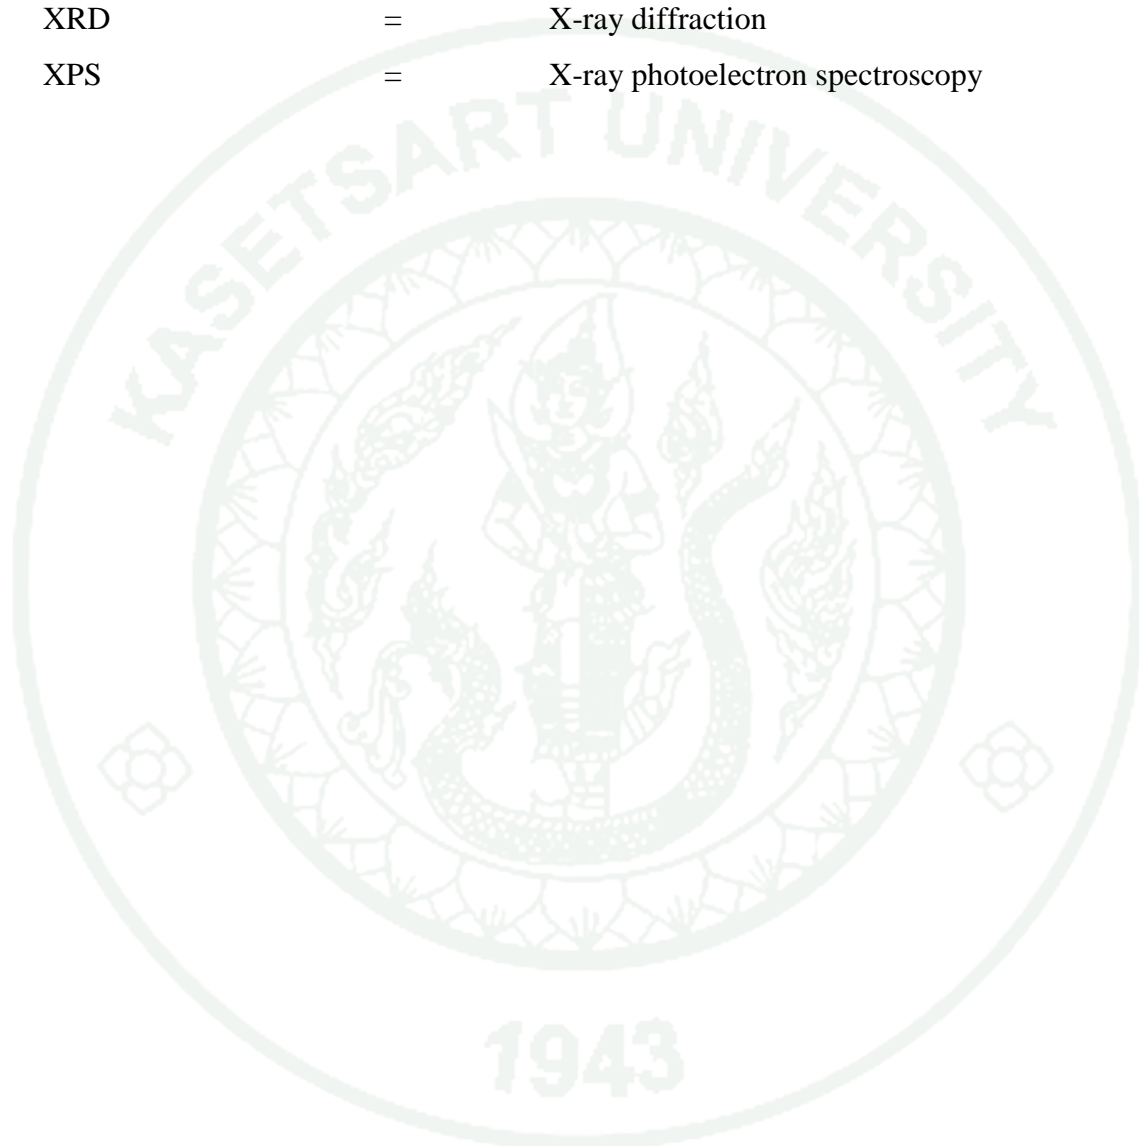 XRD = X-ray diffraction
XPS = X-ray photoelectron spectroscopy
KASETSART UNIVERSITY
1943